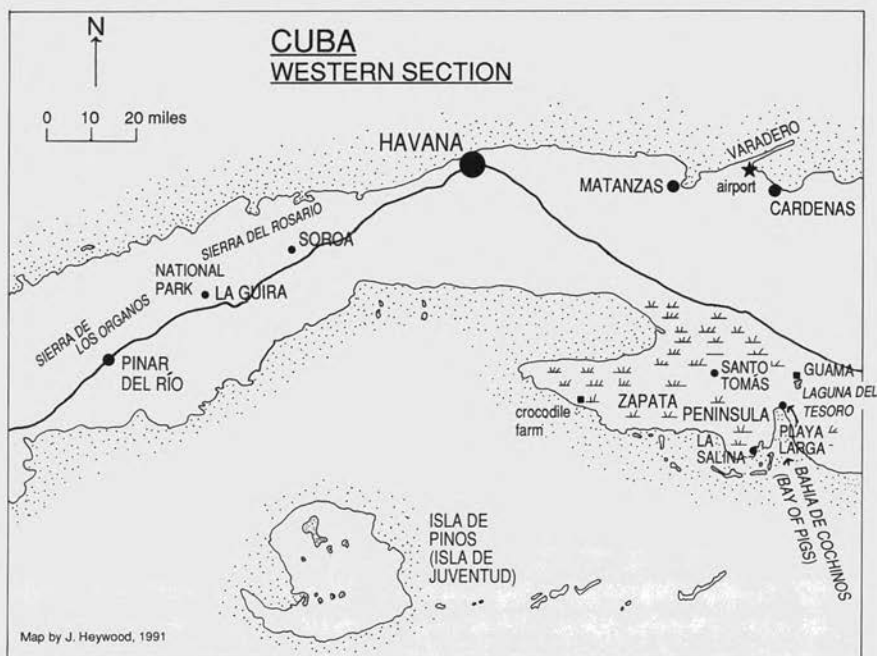 N
CUBA
WESTERN SECTION
0 10 20 miles
HAVANA
VARADERO
MATANZAS
airport
CARDENAS
SIERRA DEL ROSARIO
SOROA
NATIONAL
PARK
LA GUIRA
SIERRA DE
LOS ORGANOS
PINAR
DEL RÍO
SANTO
TOMÁS
GUAMA
LAGUNA DEL
TESORO
ZAPATA
PENINSULA
crocodile
farm
PLAYA
LARGA
LA
SALINA
BAHIA DE COCHINOS
(BAY OF PIGS)
ISLA DE
PINOS
(ISLA DE
JUVENTUD)
Map by J. Heywood, 1991